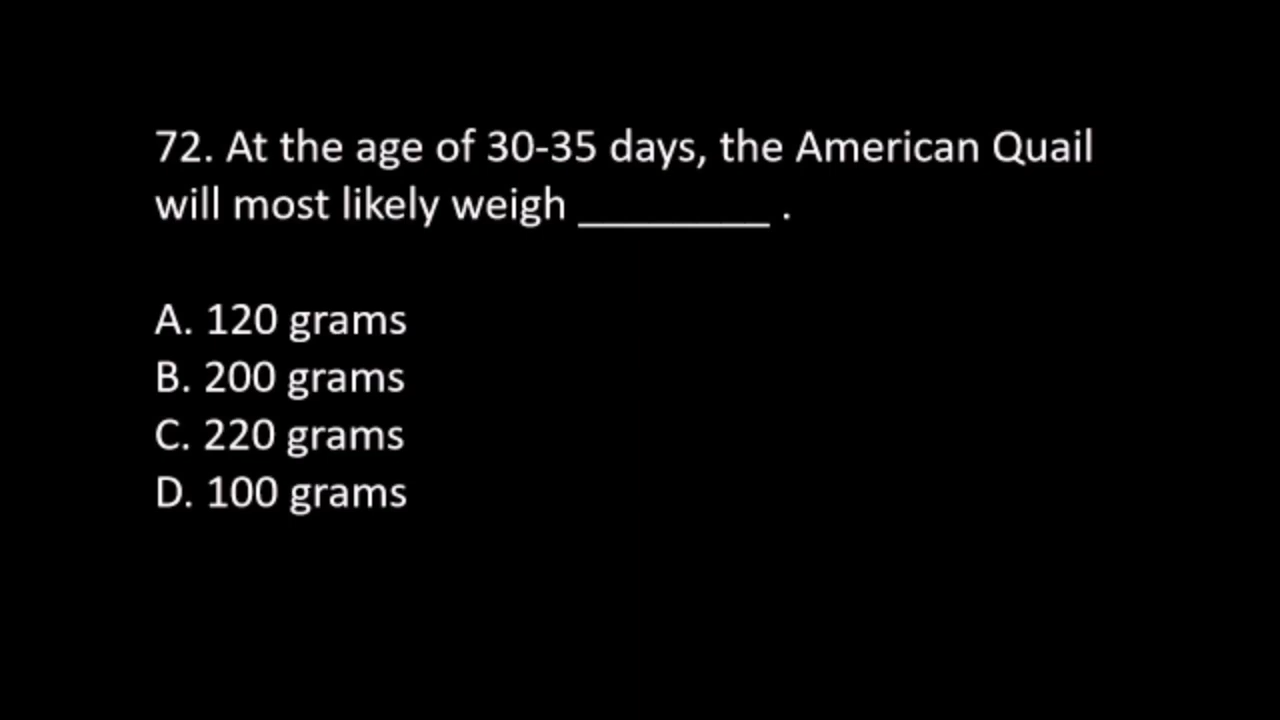 72. At the age of 30-35 days, the American Quail
will most likely weigh ________ .
A. 120 grams
B. 200 grams
C. 220 grams
D. 100 grams